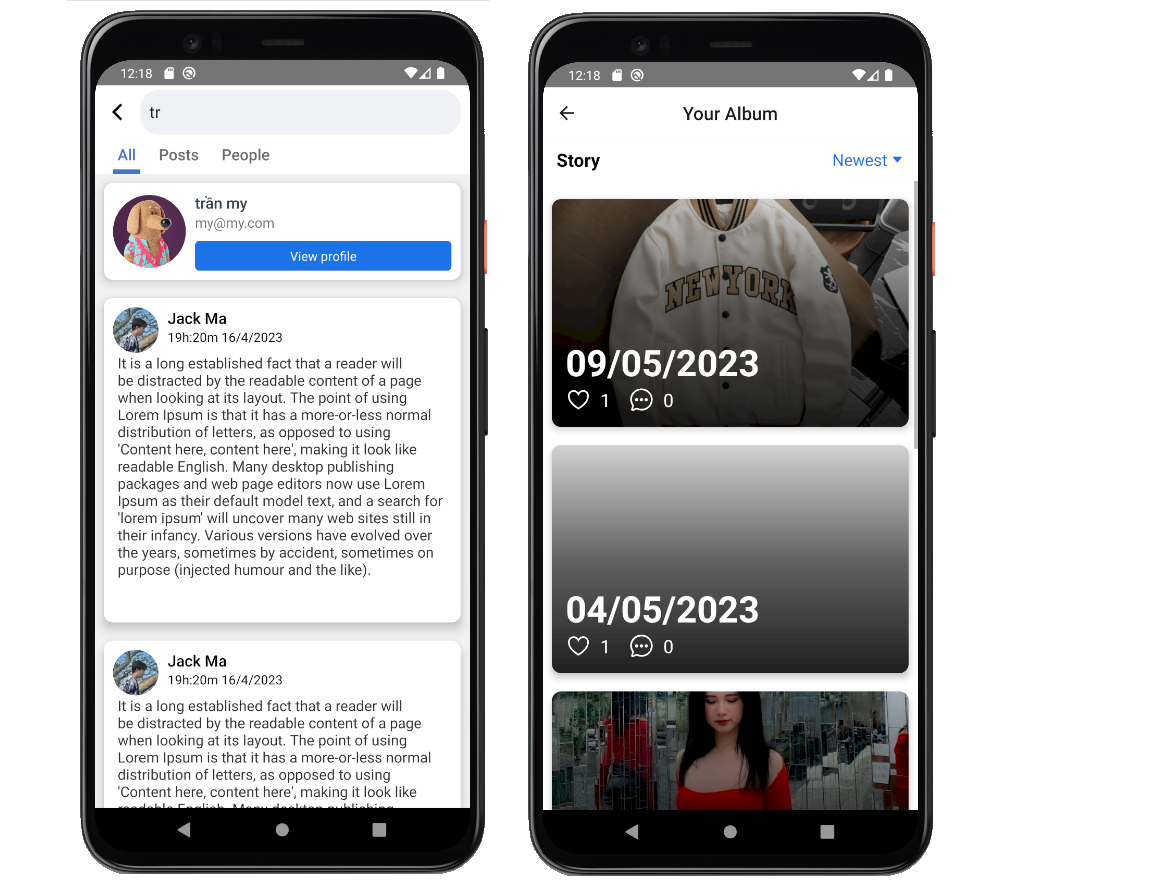 12:18
tr
All Posts People
trần my
my@my.com
View profile
Jack Ma
19h:20m 16/4/2023
It is a long established fact that a reader will
be distracted by the readable content of a page
when looking at its layout. The point of using
Lorem Ipsum is that it has a more-or-less normal
distribution of letters, as opposed to using
'Content here, content here', making it look like
readable English. Many desktop publishing
packages and web page editors now use Lorem
Ipsum as their default model text, and a search for
'lorem ipsum' will uncover many web sites still in
their infancy. Various versions have evolved over
the years, sometimes by accident, sometimes on
purpose (injected humour and the like).
Jack Ma
19h:20m 16/4/2023
It is a long established fact that a reader will
be distracted by the readable content of a page
when looking at its layout. The point of using
Lorem Ipsum is that it has a more-or-less normal
distribution of letters, as opposed to using
'Content here, content here', making it look like
readable English. Many desktop publishing
12:18
Your Album
Story Newest
NEWYORK
09/05/2023
1 0
04/05/2023
1 0